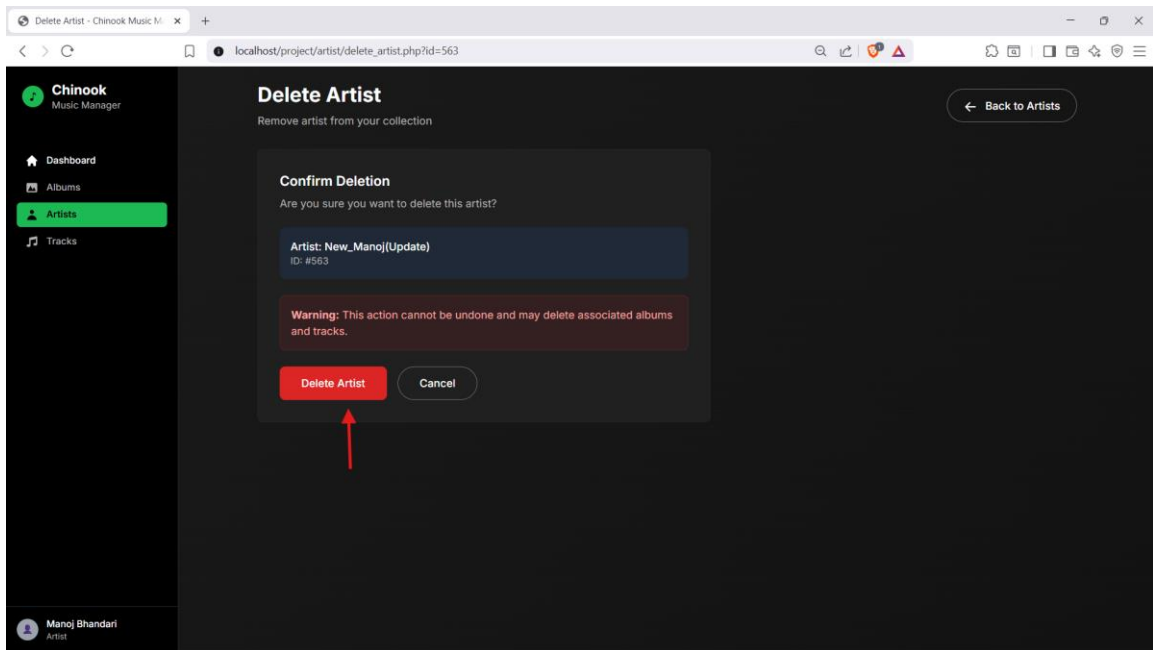 Delete Artist - Chinook Music M
localhost/project/artist/delete_artist.php?id=563
Chinook
Music Manager
Dashboard
Albums
Artists
Tracks
Manoj Bhandari
Artist
Delete Artist
Remove artist from your collection
← Back to Artists
Confirm Deletion
Are you sure you want to delete this artist?
Artist: New_Manoj(Update)
ID: #563
Warning: This action cannot be undone and may delete associated albums
and tracks.
Delete Artist
Cancel